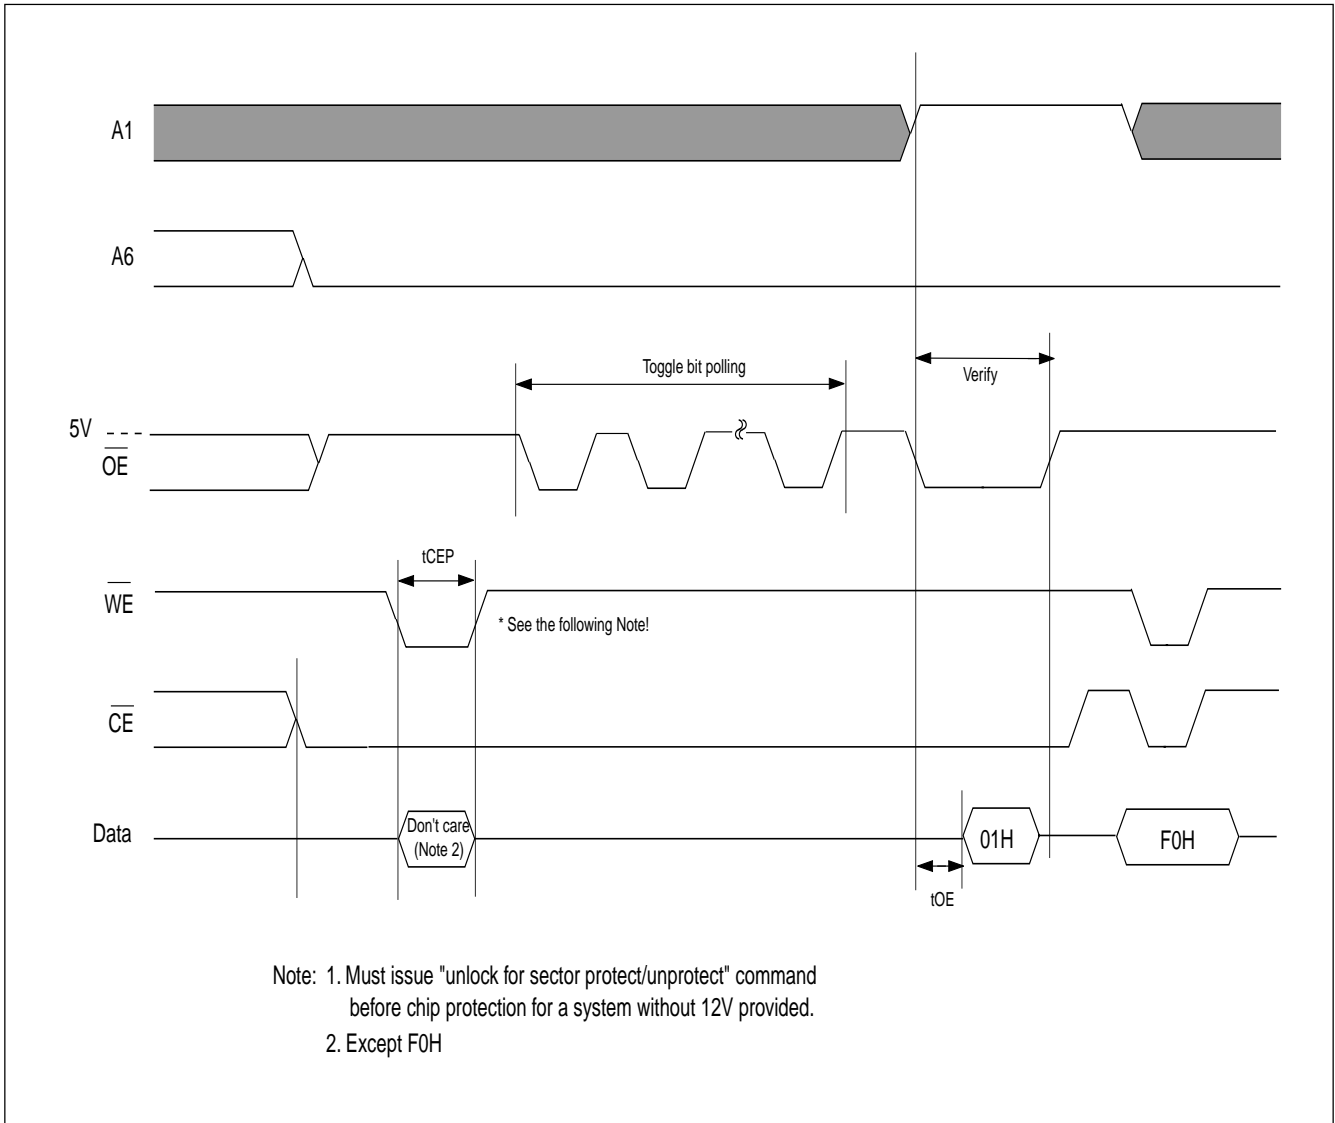 A1
A6
Toggle bit polling
Verify
5V
OE
tCEP
WE
* See the following Note!
CE
Data
Don't care
(Note 2)
01H
F0H
tOE
Note: 1. Must issue "unlock for sector protect/unprotect" command
before chip protection for a system without 12V provided.
2. Except F0H